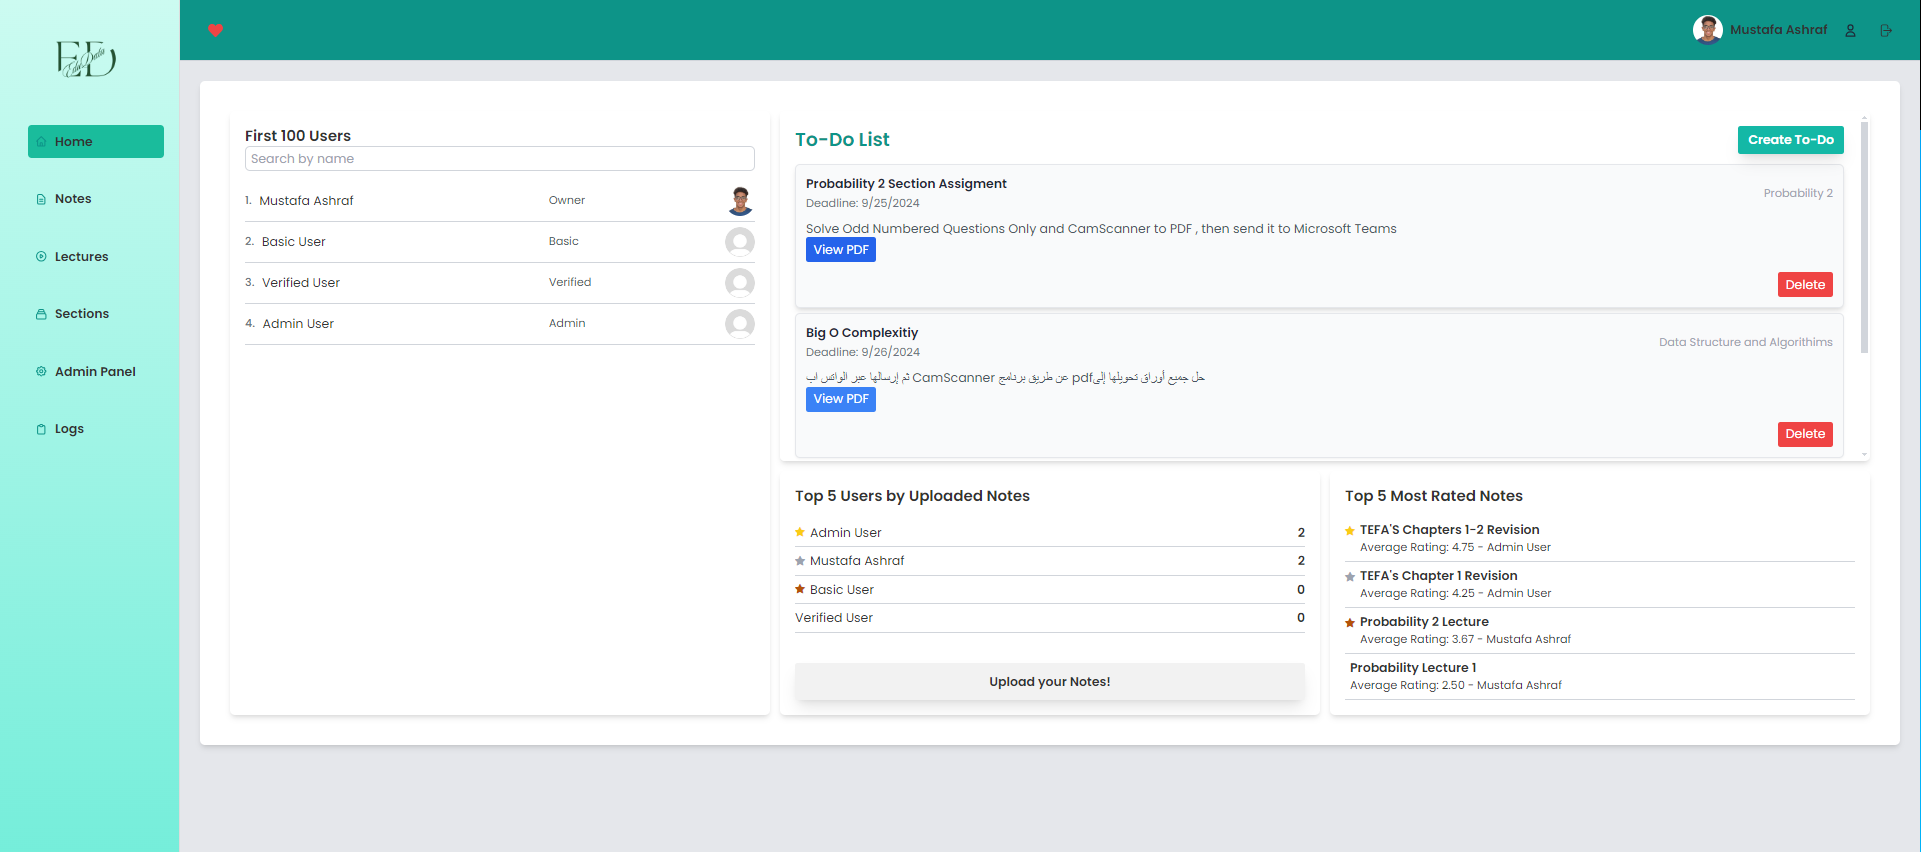 ED
Edu Data
Mustafa Ashraf
Home
Notes
Lectures
Sections
Admin Panel
Logs
First 100 Users
Search by name
1. Mustafa Ashraf Owner
2. Basic User Basic
3. Verified User Verified
4. Admin User Admin
To-Do List
Create To-Do
Probability 2 Section Assigment
Deadline: 9/25/2024
Probability 2
Solve Odd Numbered Questions Only and CamScanner to PDF , then send it to Microsoft Teams
View PDF
Delete
Big O Complexitiy
Deadline: 9/26/2024
Data Structure and Algorithims
حل جميع أوراق تحويلها إلىpdf عن طريق برنامج CamScanner ثم إرسالها عبر الواتس اب
View PDF
Delete
Top 5 Users by Uploaded Notes
Admin User 2
Mustafa Ashraf 2
Basic User 0
Verified User 0
Upload your Notes!
Top 5 Most Rated Notes
TEFA'S Chapters 1-2 Revision
Average Rating: 4.75 - Admin User
TEFA's Chapter 1 Revision
Average Rating: 4.25 - Admin User
Probability 2 Lecture
Average Rating: 3.67 - Mustafa Ashraf
Probability Lecture 1
Average Rating: 2.50 - Mustafa Ashraf